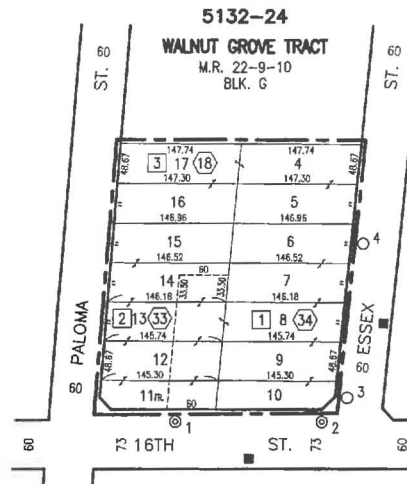 5132-24
WALNUT GROVE TRACT
M.R. 22-9-10
BLK. G
60
ST.
60
147.74 147.74
48.67 3 17 18 4 48.67
147.30 147.30
16 5
146.96 146.96
15 6 4
146.52 146.52
60
14 33.50 33.50 7
146.18 146.18
2 13 33 1 8 34
145.74 145.74
PALOMA
ESSEX
48.67 12 9 48.67
145.30 145.30
60 60
11 FR. 60 10 3
1 2
60 73 16TH ST. 73 60
60 60